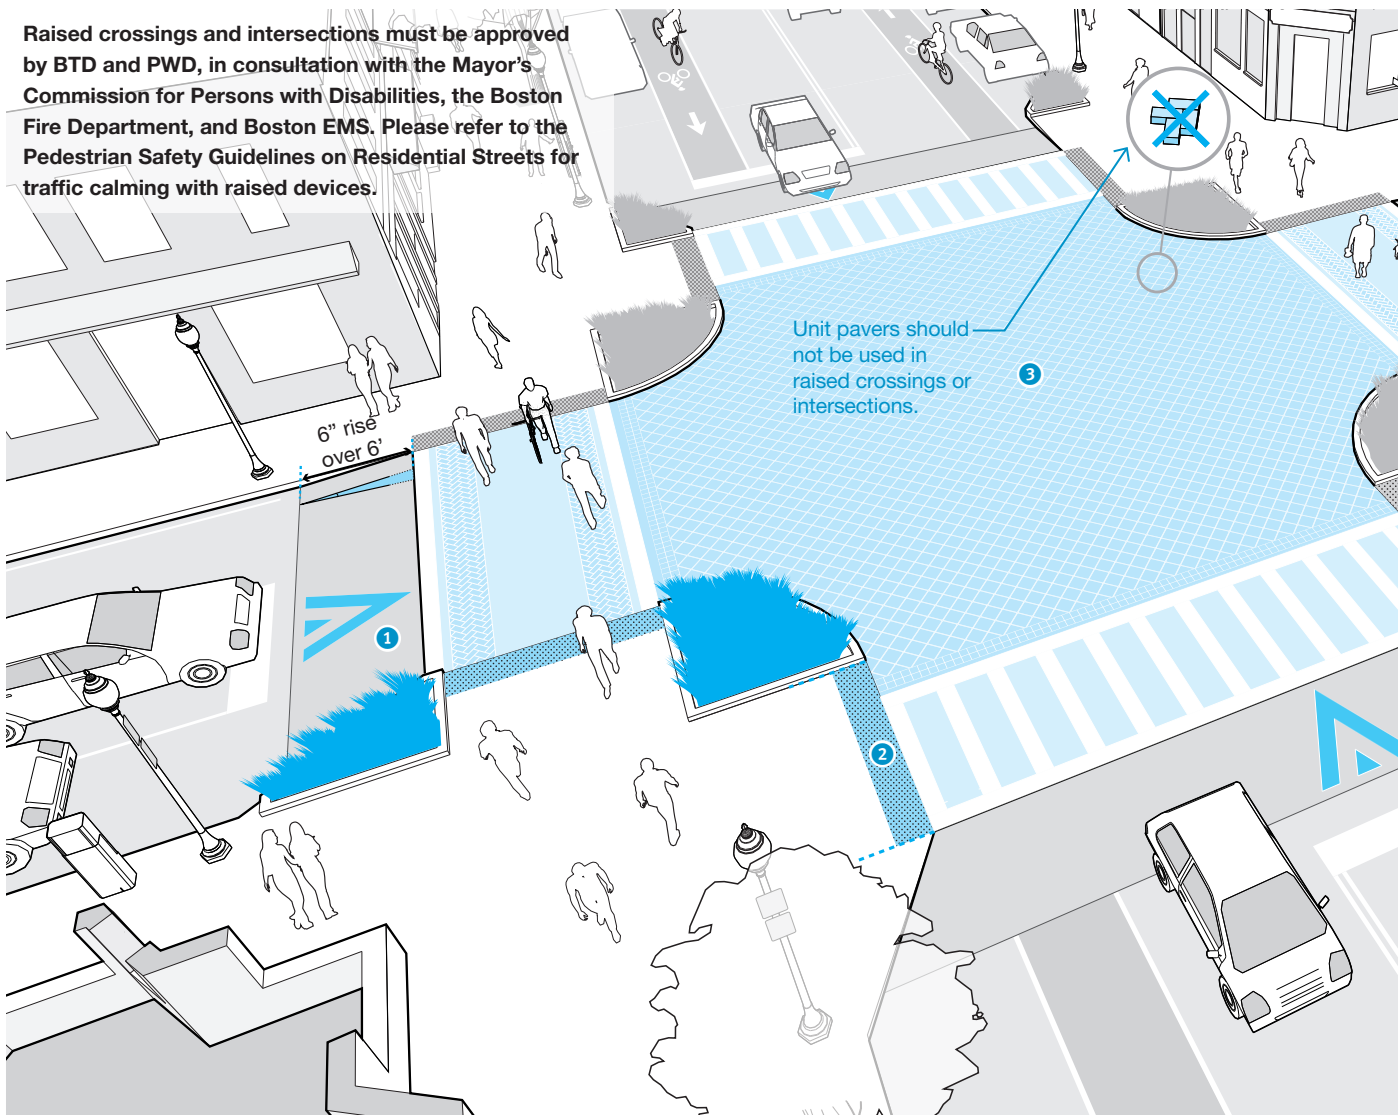 Raised crossings and intersections must be approved
by BTD and PWD, in consultation with the Mayor’s
Commission for Persons with Disabilities, the Boston
Fire Department, and Boston EMS. Please refer to the
Pedestrian Safety Guidelines on Residential Streets for
traffic calming with raised devices.
Unit pavers should
not be used in
raised crossings or
intersections.
3
6” rise
over 6’
1
2